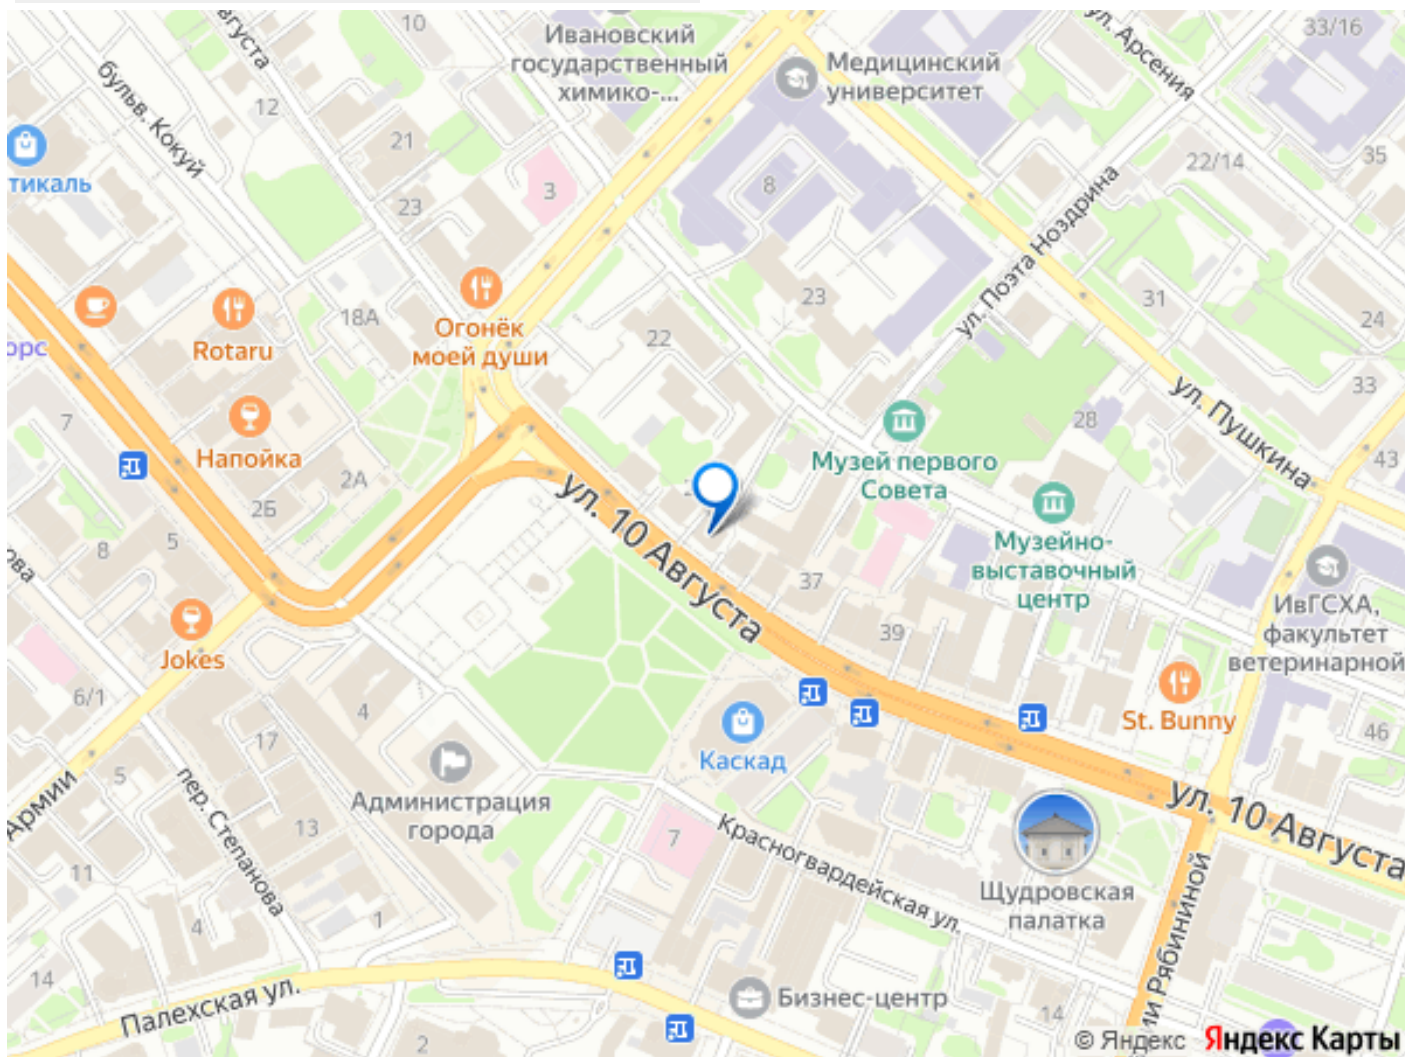 10
вгуста
бульв. Кокуй
12
тикаль
21
23
3
Ивановский
государственный
химико-...
Медицинский
университет
8
ул. Арсения
33/16
35
22/14
ул. Поэта Ноздрина
31
24
33
23
22
18А
Огонёк
моей души
Rotaru
орс
7
Напойка
2А
2Б
5
8
ова
Jokes
6/1
Музей первого
Совета
28
ул. Пушкина
43
Музейно-
выставочный
центр
ИвГСХА,
факультет
ветеринарной
ул. 10 Августа
37
39
St. Bunny
46
Каскад
4
17
5
Армии
пер. Степанова
13
11
4
1
14
Администрация
города
7
Красногвардейская ул.
Щудровская
палатка
ул. 10 Августа
ии Рябининой
Палехская ул.
2
Бизнес-центр
14
© Яндекс Яндекс Карты